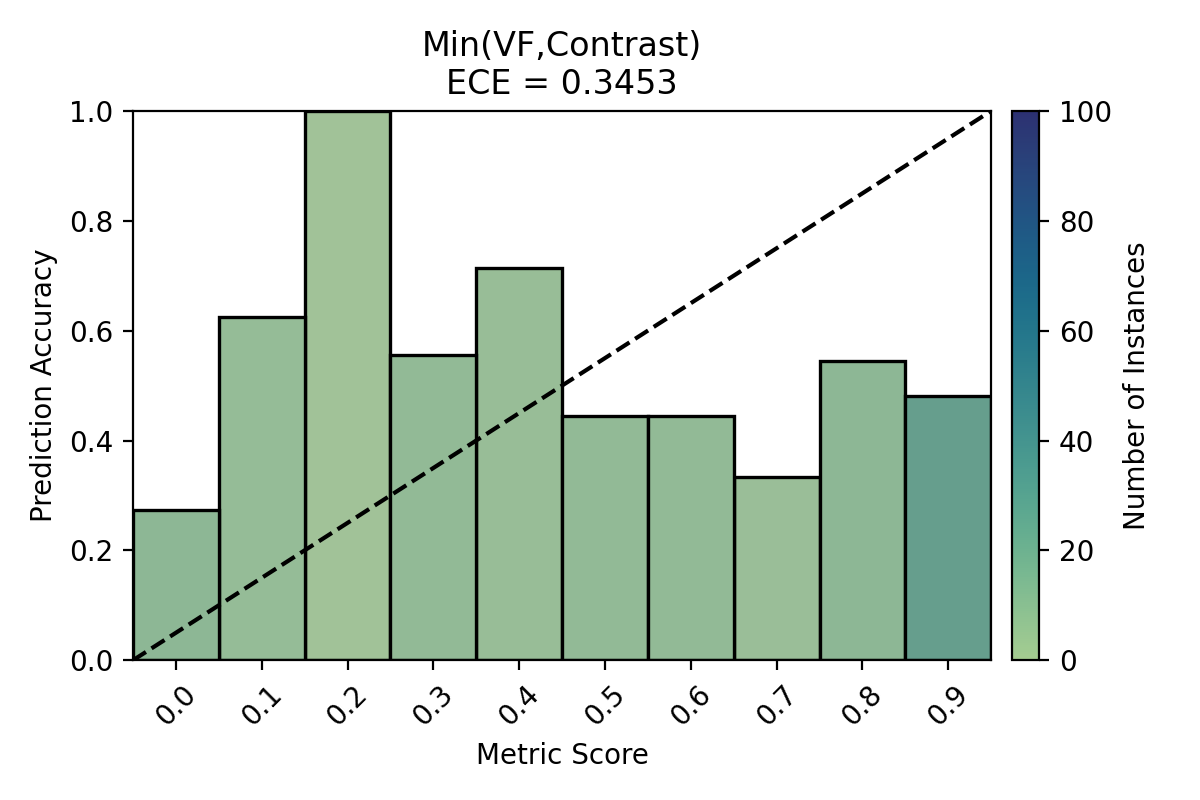 Min(VF,Contrast)
ECE = 0.3453
Prediction Accuracy
1.0
0.8
0.6
0.4
0.2
0.0
0.0 0.1 0.2 0.3 0.4 0.5 0.6 0.7 0.8 0.9
Metric Score
100
80
60
40
20
0
Number of Instances